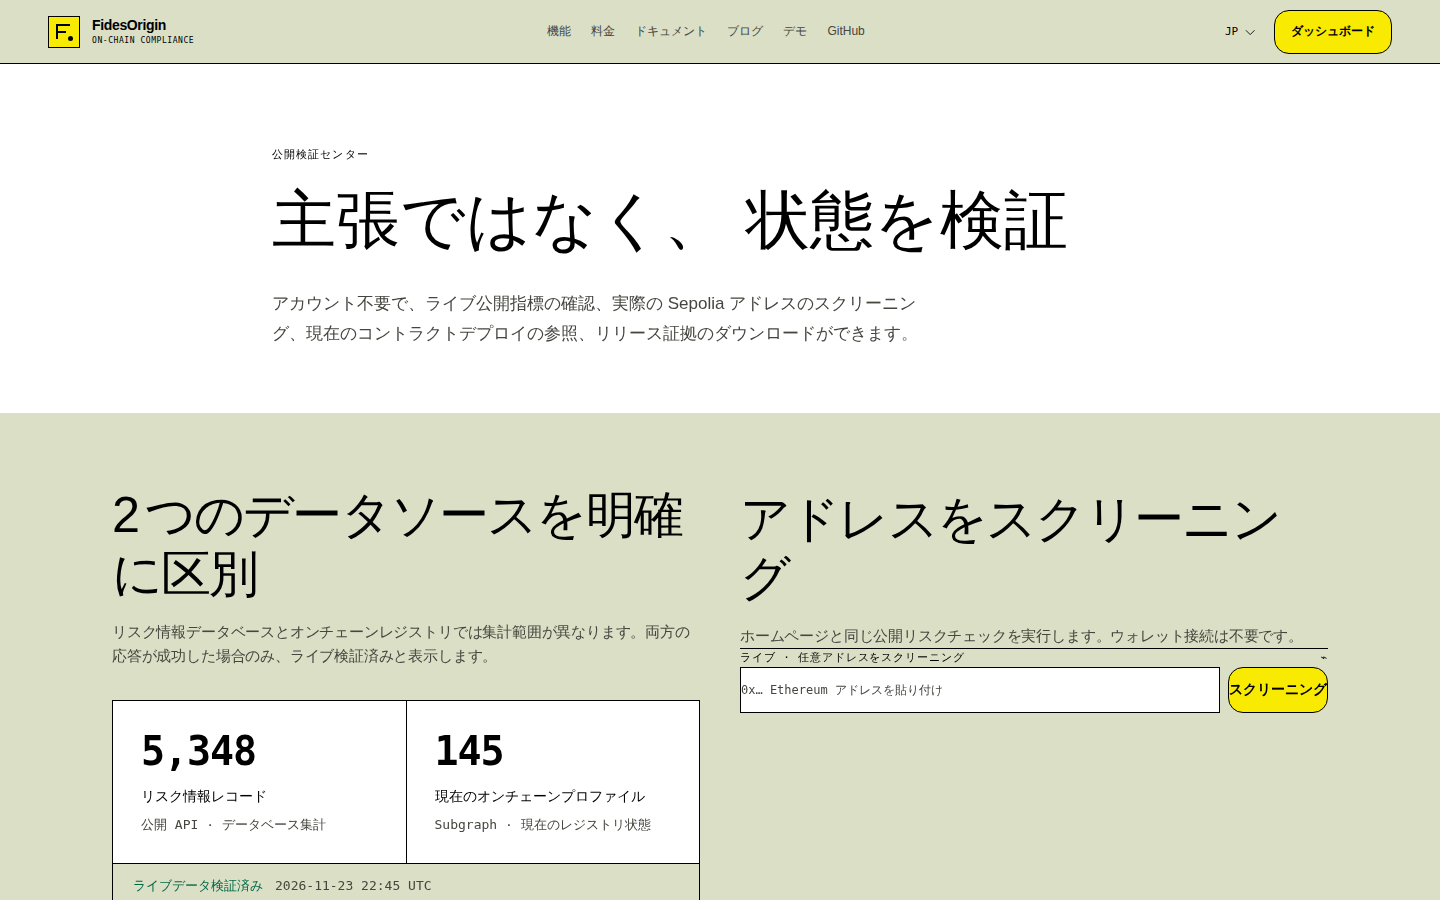 FidesOrigin
ON-CHAIN COMPLIANCE
機能 料金 ドキュメント ブログ デモ GitHub
JP
ダッシュボード
公開検証センター
主張ではなく、 状態を検証
アカウント不要で、ライブ公開指標の確認、実際の Sepolia アドレスのスクリーニン
グ、現在のコントラクトデプロイの参照、リリース証拠のダウンロードができます。
2 つのデータソースを明確
に区別
リスク情報データベースとオンチェーンレジストリでは集計範囲が異なります。両方の
応答が成功した場合のみ、ライブ検証済みと表示します。
5,348
リスク情報レコード
公開 API · データベース集計
145
現在のオンチェーンプロファイル
Subgraph · 現在のレジストリ状態
ライブデータ検証済み 2026-11-23 22:45 UTC
アドレスをスクリーニン
グ
ホームページと同じ公開リスクチェックを実行します。ウォレット接続は不要です。
ライブ · 任意アドレスをスクリーニング
0x… Ethereum アドレスを貼り付け
スクリーニング